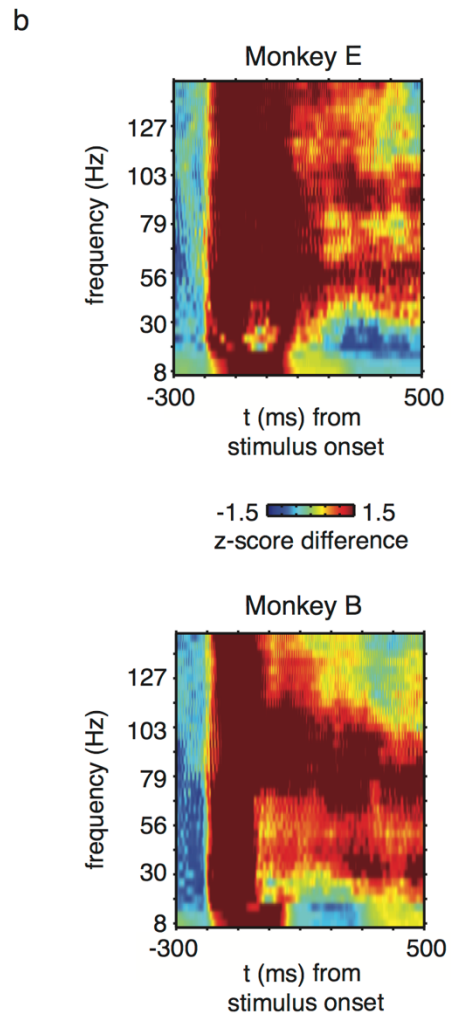 b
Monkey E
frequency (Hz)
127
103
79
56
30
8
-300
500
t (ms) from
stimulus onset
-1.5
1.5
z-score difference
Monkey B
frequency (Hz)
127
103
79
56
30
8
-300
500
t (ms) from
stimulus onset